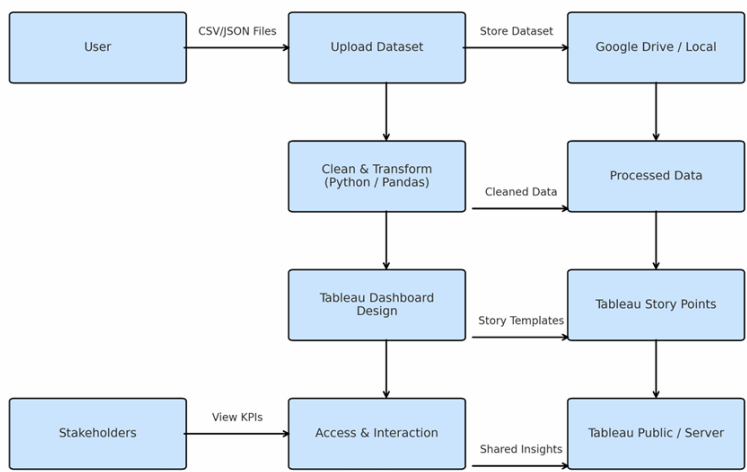 User
CSV/JSON Files
Upload Dataset
Store Dataset
Google Drive / Local
Clean & Transform
(Python / Pandas)
Cleaned Data
Processed Data
Tableau Dashboard
Design
Story Templates
Tableau Story Points
Stakeholders
View KPIs
Access & Interaction
Shared Insights
Tableau Public / Server